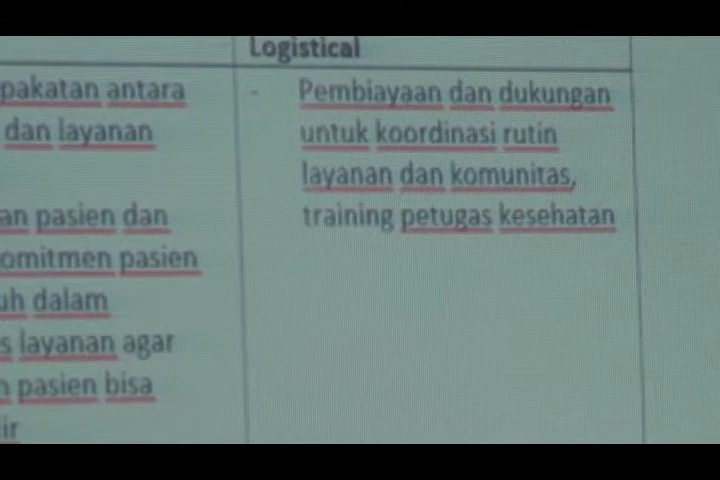 Logistical
pakatan antara
dan layanan
an pasien dan
omitmen pasien
uh dalam
s layanan agar
n pasien bisa
ir
- Pembiayaan dan dukungan
untuk koordinasi rutin
layanan dan komunitas,
training petugas kesehatan